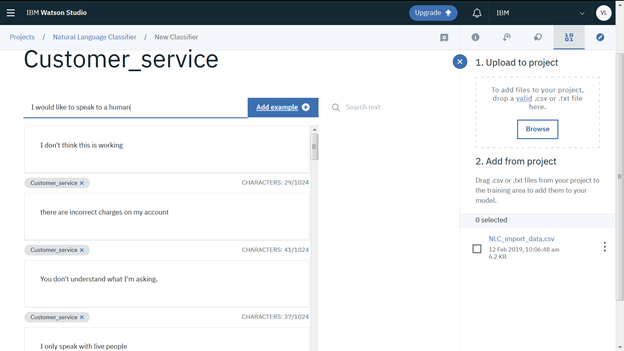 IBM Watson Studio
Upgrade
IBM
VL
Projects / Natural Language Classifier / New Classifier
Customer_service
I would like to speak to a human
Add example
Search text
I don't think this is working
Customer_service ×
CHARACTERS: 29/1024
there are incorrect charges on my account
Customer_service ×
CHARACTERS: 41/1024
You don't understand what I'm asking.
Customer_service ×
CHARACTERS: 37/1024
I only speak with live people
1. Upload to project
To add files to your project,
drop a valid .csv or .txt file
here.
Browse
2. Add from project
Drag .csv or .txt files from your project to
the training area to add them to your
model.
0 selected
NLC_import_data.csv
12 Feb 2019, 10:06:48 am
6.2 KB